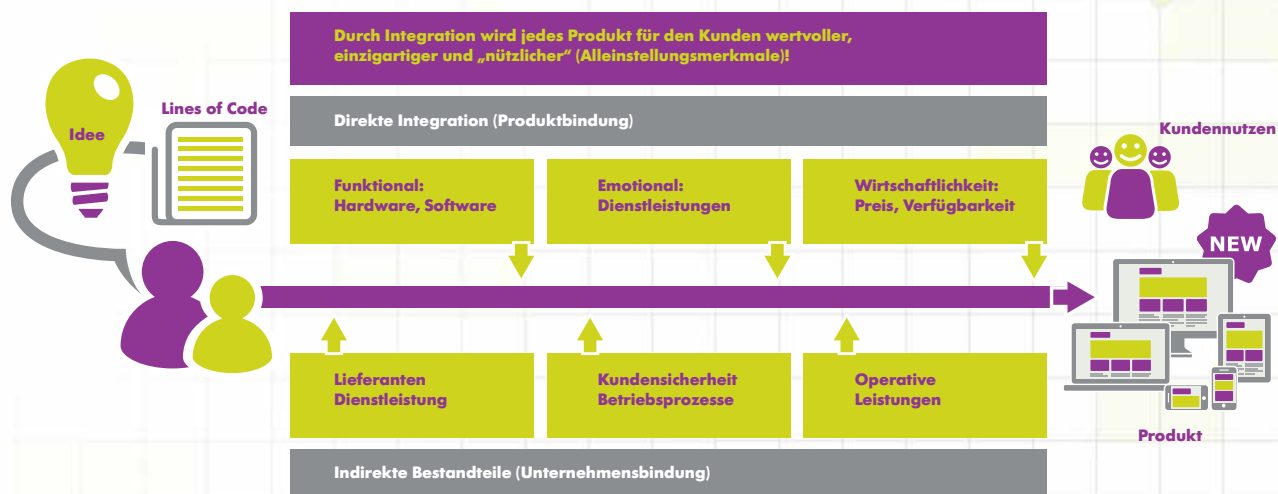 Durch Integration wird jedes Produkt für den Kunden wertvoller,
einzigartiger und „nützlicher“ (Alleinstellungsmerkmale)!
Idee
Lines of Code
Direkte Integration (Produktbindung)
Kundennutzen
Funktional:
Hardware, Software
Emotional:
Dienstleistungen
Wirtschaftlichkeit:
Preis, Verfügbarkeit
NEW
Lieferanten
Dienstleistung
Kundensicherheit
Betriebsprozesse
Operative
Leistungen
Produkt
Indirekte Bestandteile (Unternehmensbindung)